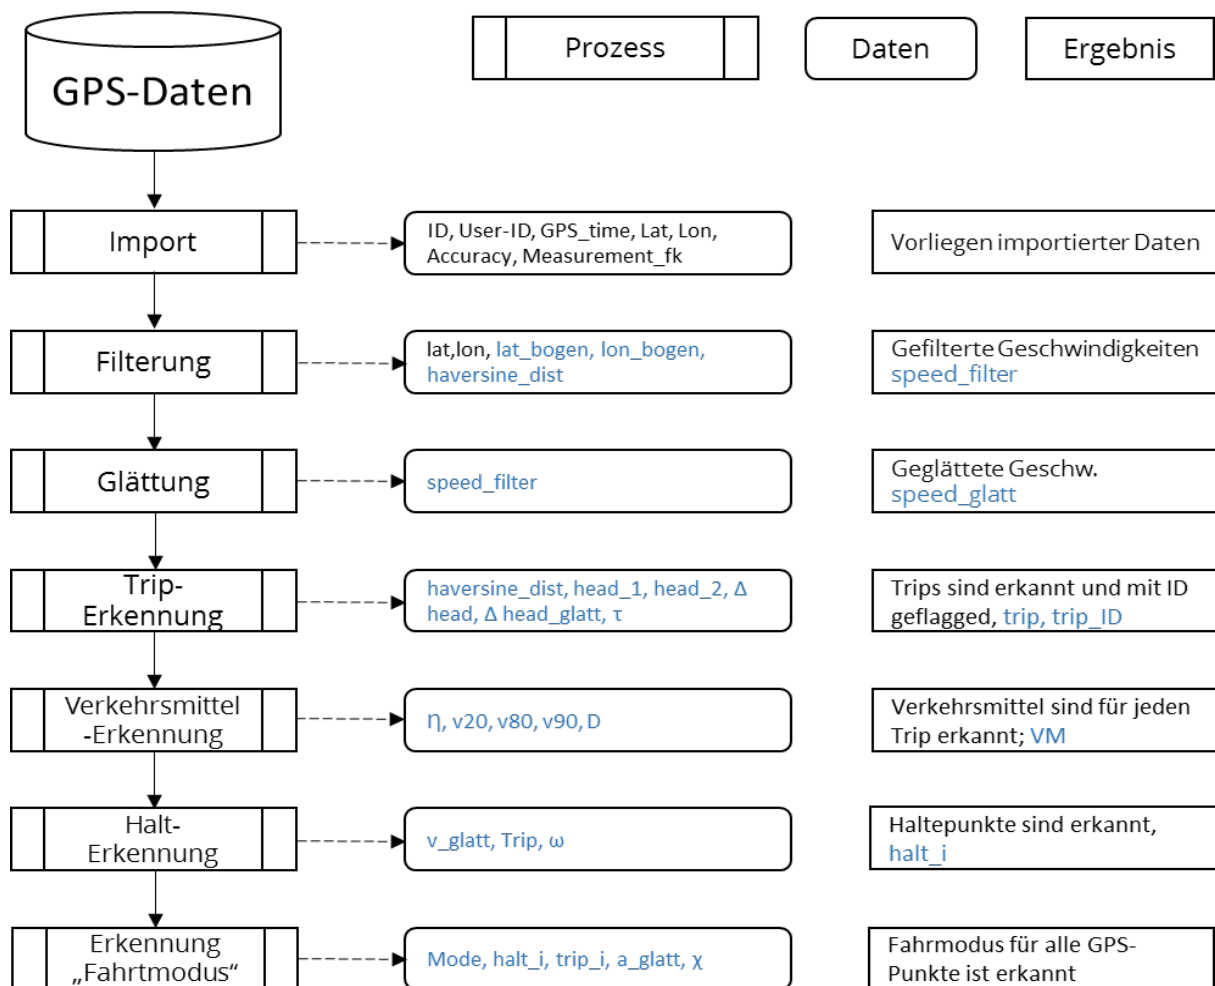 GPS-Daten
Prozess
Daten
Ergebnis
Import
ID, User-ID, GPS_time, Lat, Lon,
Accuracy, Measurement_fk
Vorliegen importierter Daten
Filterung
lat,lon, lat_bogen, lon_bogen,
haversine_dist
Gefilterte Geschwindigkeiten
speed_filter
Glättung
speed_filter
Geglättete Geschw.
speed_glatt
Trip-
Erkennung
haversine_dist, head_1, head_2, Δ
head, Δ head_glatt, τ
Trips sind erkannt und mit ID
geflagged, trip, trip_ID
Verkehrsmittel
-Erkennung
η, v20, v80, v90, D
Verkehrsmittel sind für jeden
Trip erkannt; VM
Halt-
Erkennung
v_glatt, Trip, ω
Haltepunkte sind erkannt,
halt_i
Erkennung
„Fahrtmodus“
Mode, halt_i, trip_i, a_glatt, χ
Fahrmodus für alle GPS-
Punkte ist erkannt